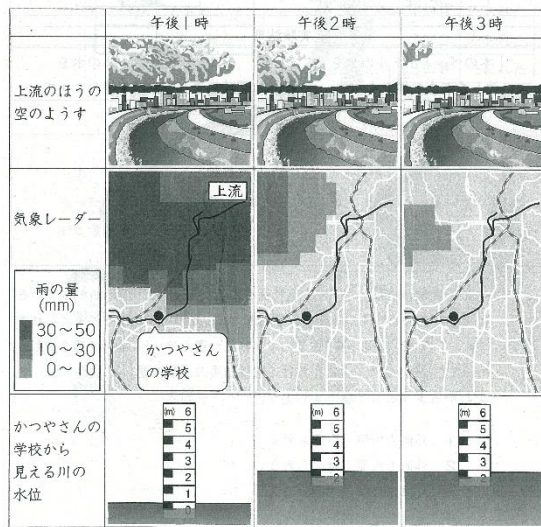 午後1時
午後2時
午後3時
上流のほうの
空のようす
気象レーダー
雨の量
(mm)
30〜50
10〜30
0〜10
上流
かつやさん
の学校
かつやさんの
学校から
見える川の
水位
(m) 6
5
4
3
2
1
0
(m) 6
5
4
3
2
(m) 6
5
4
3
2